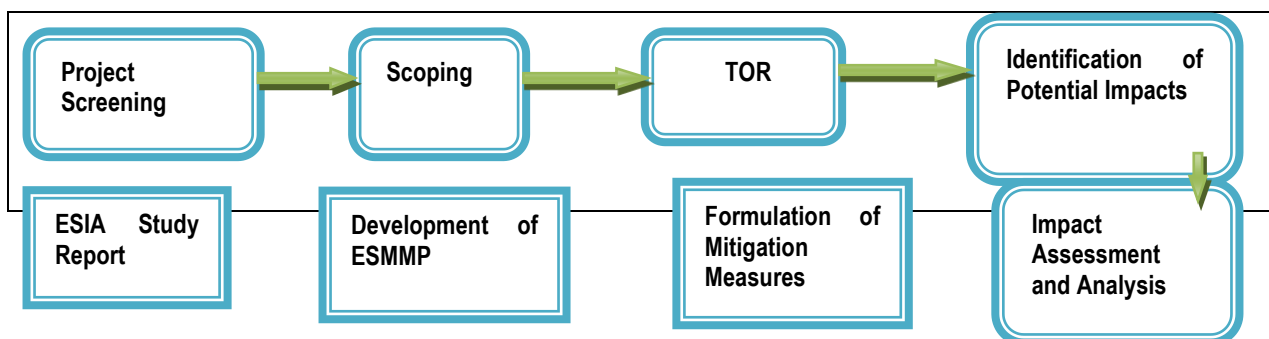 Project
Screening
Scoping
TOR
Identification of
Potential Impacts
ESIA Study
Report
Development of
ESMMP
Formulation of
Mitigation
Measures
Impact
Assessment
and Analysis